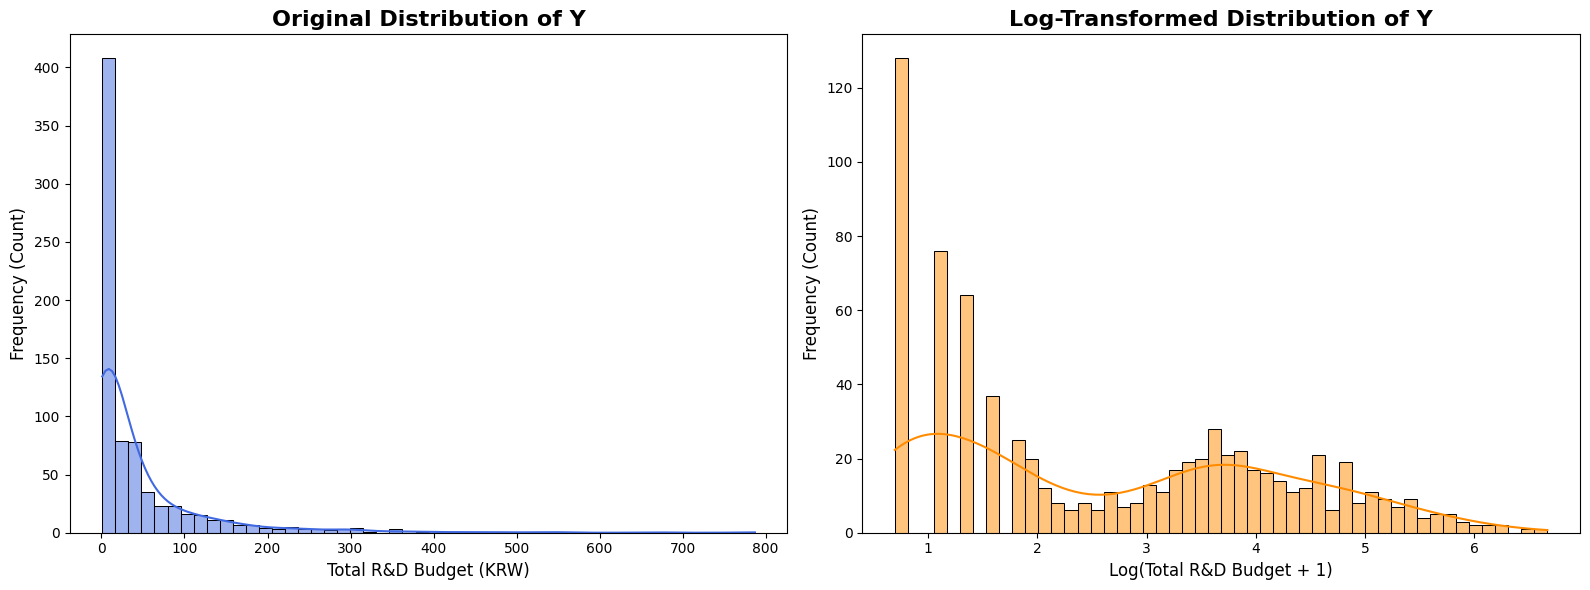 Original Distribution of Y
Frequency (Count)
400
350
300
250
200
150
100
50
0
0 100 200 300 400 500 600 700 800
Total R&D Budget (KRW)
Log-Transformed Distribution of Y
Frequency (Count)
120
100
80
60
40
20
0
1 2 3 4 5 6
Log(Total R&D Budget + 1)